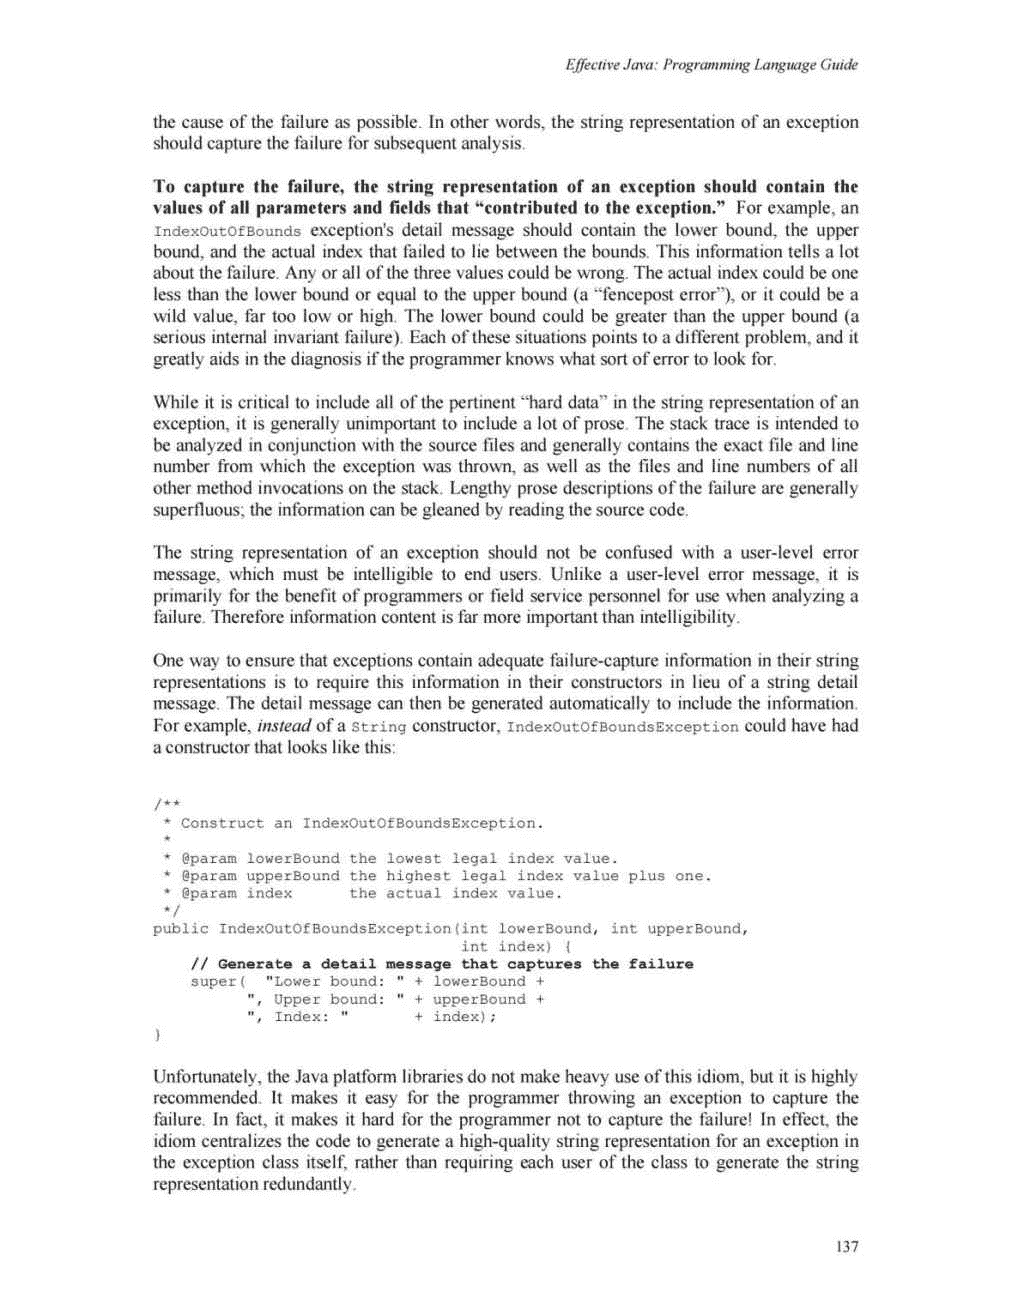 Effective Java: Programming Language Guide
the cause of the failure as possible. In other words, the string representation of an exception
should capture the failure for subsequent analysis.
To capture the failure, the string representation of an exception should contain the
values of all parameters and fields that “contributed to the exception.” For example, an
IndexOutOfBounds exception's detail message should contain the lower bound, the upper
bound, and the actual index that failed to lie between the bounds. This information tells a lot
about the failure. Any or all of the three values could be wrong. The actual index could be one
less than the lower bound or equal to the upper bound (a “fencepost error”), or it could be a
wild value, far too low or high. The lower bound could be greater than the upper bound (a
serious internal invariant failure). Each of these situations points to a different problem, and it
greatly aids in the diagnosis if the programmer knows what sort of error to look for.
While it is critical to include all of the pertinent “hard data” in the string representation of an
exception, it is generally unimportant to include a lot of prose. The stack trace is intended to
be analyzed in conjunction with the source files and generally contains the exact file and line
number from which the exception was thrown, as well as the files and line numbers of all
other method invocations on the stack. Lengthy prose descriptions of the failure are generally
superfluous; the information can be gleaned by reading the source code.
The string representation of an exception should not be confused with a user-level error
message, which must be intelligible to end users. Unlike a user-level error message, it is
primarily for the benefit of programmers or field service personnel for use when analyzing a
failure. Therefore information content is far more important than intelligibility.
One way to ensure that exceptions contain adequate failure-capture information in their string
representations is to require this information in their constructors in lieu of a string detail
message. The detail message can then be generated automatically to include the information.
For example, instead of a String constructor, IndexOutOfBoundsException could have had
a constructor that looks like this:
/**
 * Construct an IndexOutOfBoundsException.
 *
 * @param lowerBound the lowest legal index value.
 * @param upperBound the highest legal index value plus one.
 * @param index      the actual index value.
 */
public IndexOutOfBoundsException(int lowerBound, int upperBound,
                                 int index) {
    // Generate a detail message that captures the failure
    super( "Lower bound: " + lowerBound +
          ", Upper bound: " + upperBound +
          ", Index: "       + index);
}
Unfortunately, the Java platform libraries do not make heavy use of this idiom, but it is highly
recommended. It makes it easy for the programmer throwing an exception to capture the
failure. In fact, it makes it hard for the programmer not to capture the failure! In effect, the
idiom centralizes the code to generate a high-quality string representation for an exception in
the exception class itself, rather than requiring each user of the class to generate the string
representation redundantly.
137